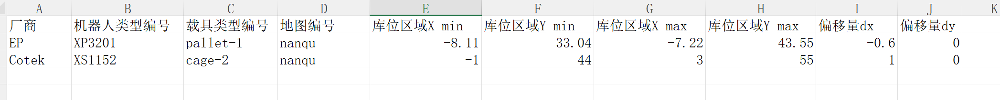 A B C D E F G H I J K
厂商 机器人类型编号 载具类型编号 地图编号 库位区域X_min 库位区域Y_min 库位区域X_max 库位区域Y_max 偏移量dx 偏移量dy
EP XP3201 pallet-1 nanqu -8.11 33.04 -7.22 43.55 -0.6 0
Cotek XS1152 cage-2 nanqu -1 44 3 55 1 0